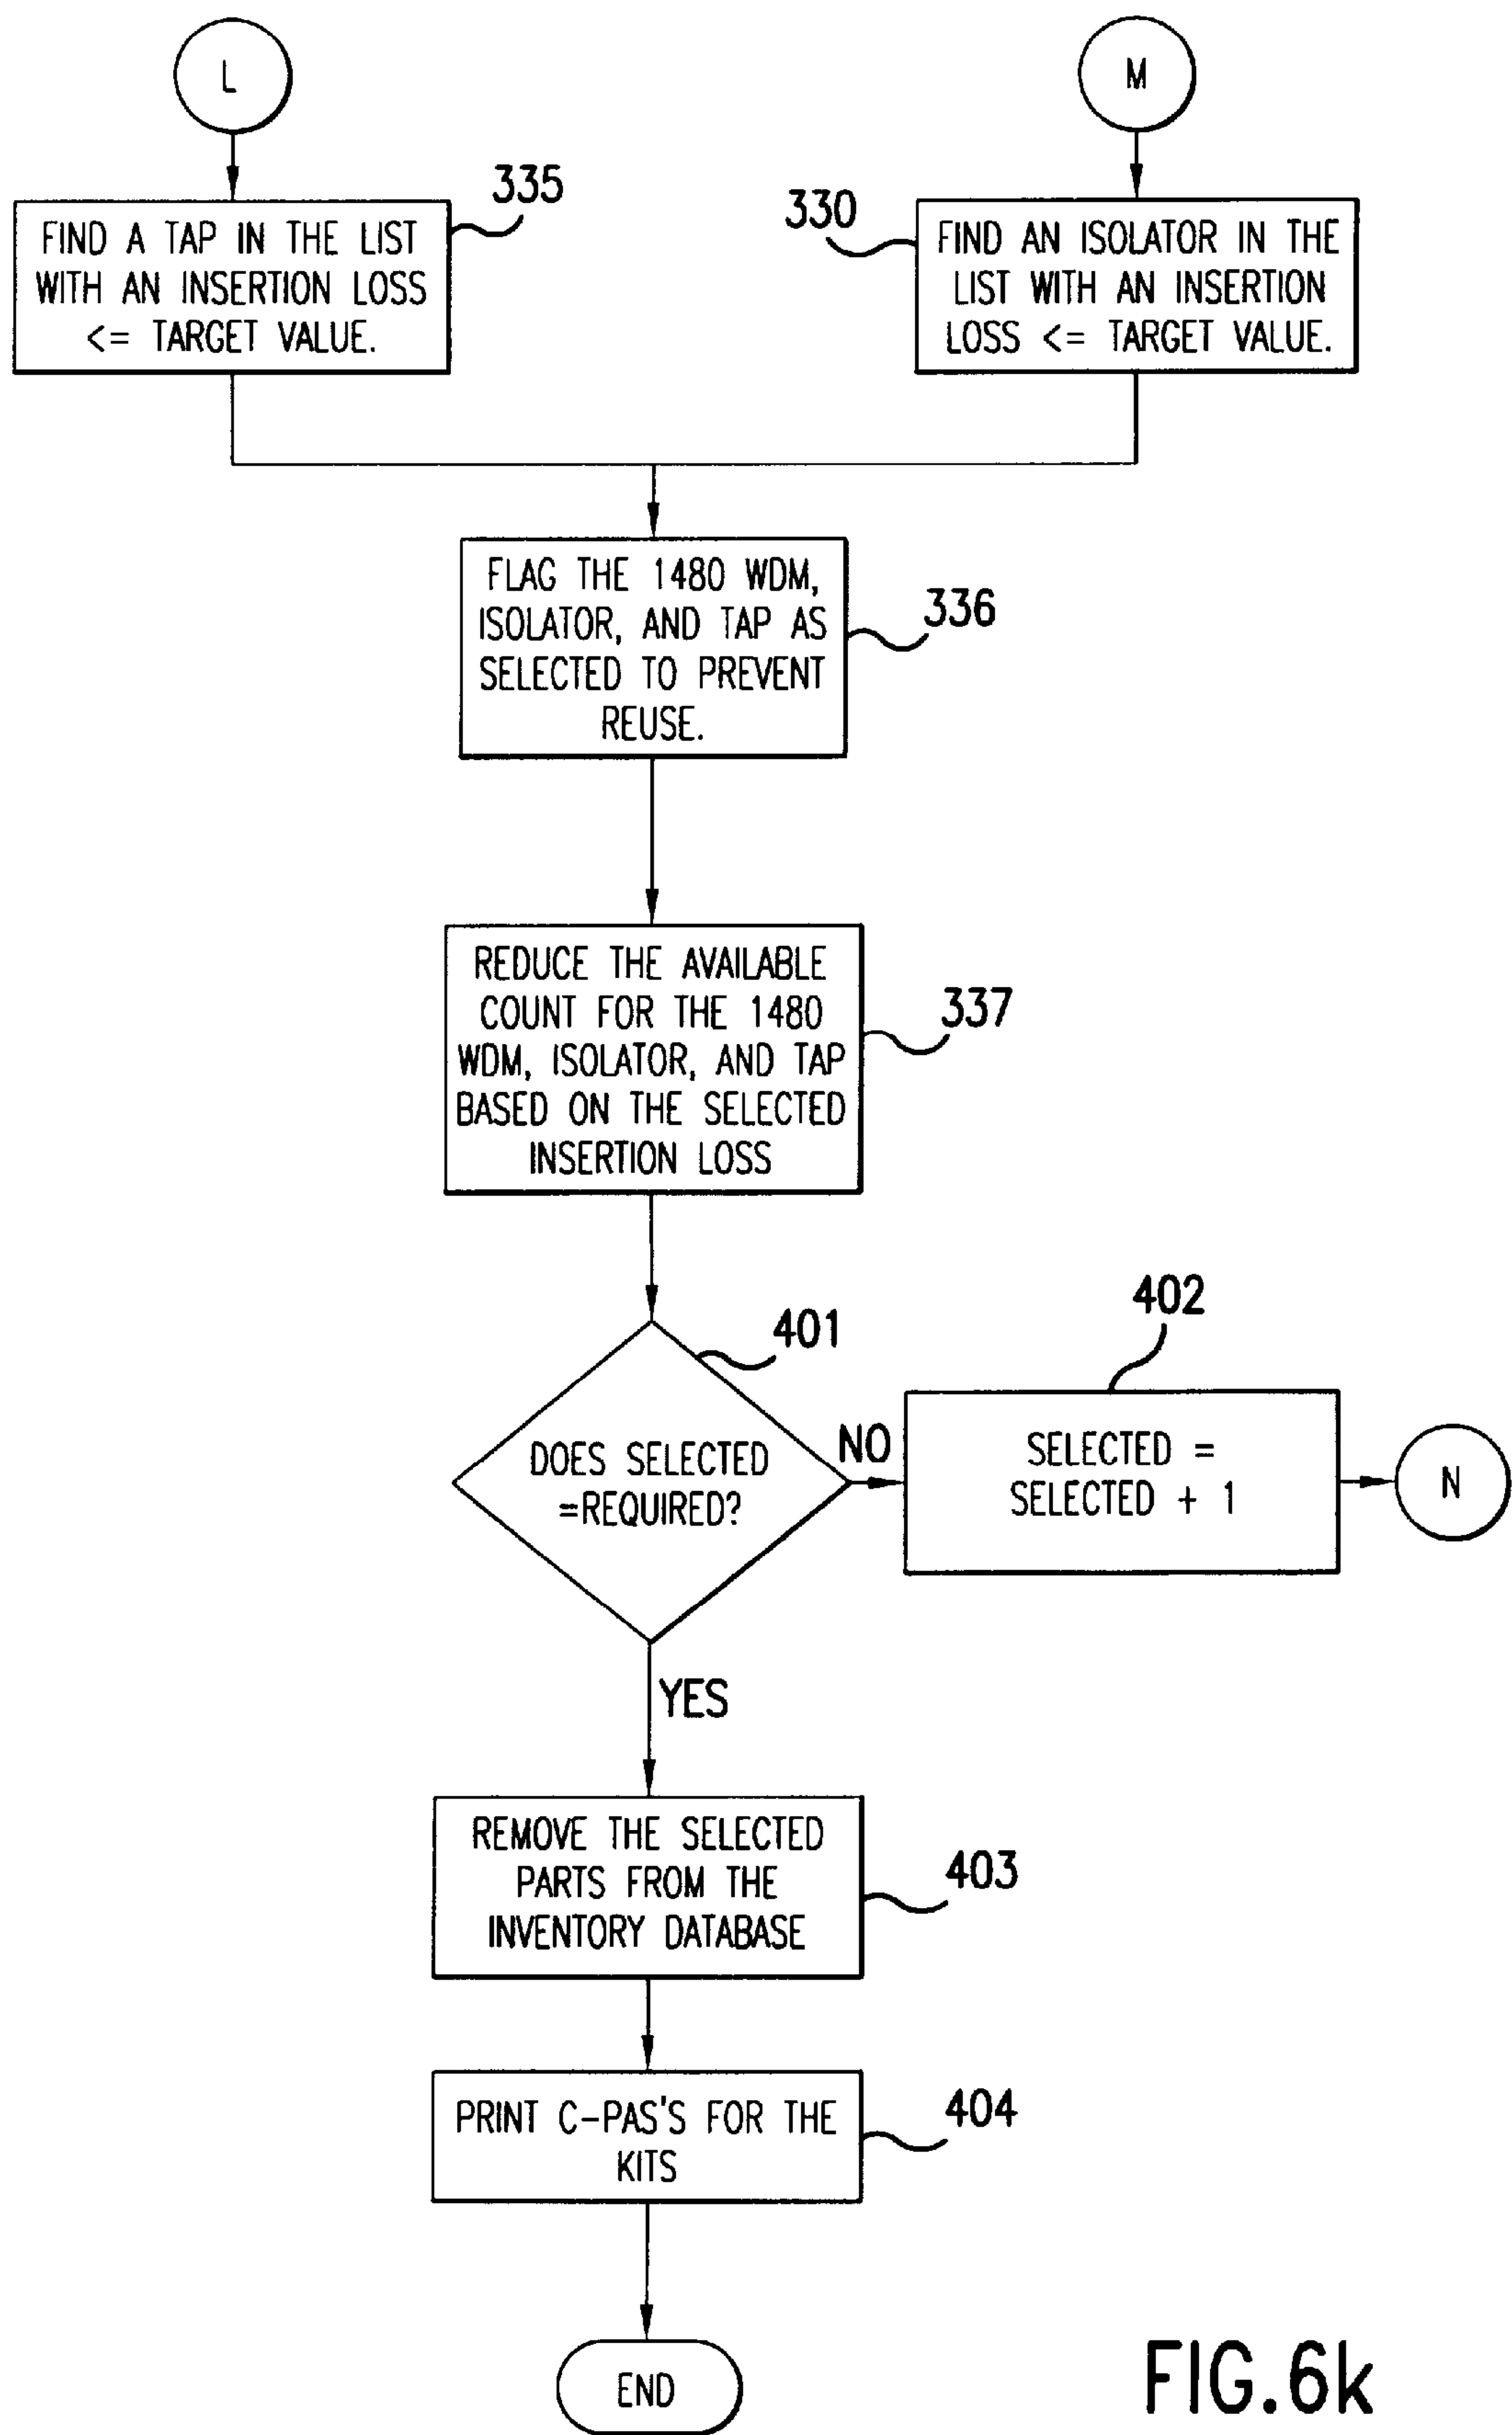 L
M
335
FIND A TAP IN THE LIST
WITH AN INSERTION LOSS
<= TARGET VALUE.
330
FIND AN ISOLATOR IN THE
LIST WITH AN INSERTION
LOSS <= TARGET VALUE.
FLAG THE 1480 WDM,
ISOLATOR, AND TAP AS
SELECTED TO PREVENT
REUSE.
336
REDUCE THE AVAILABLE
COUNT FOR THE 1480
WDM, ISOLATOR, AND TAP
BASED ON THE SELECTED
INSERTION LOSS
337
401
DOES SELECTED
=REQUIRED?
NO
402
SELECTED =
SELECTED + 1
N
YES
REMOVE THE SELECTED
PARTS FROM THE
INVENTORY DATABASE
403
PRINT C-PAS'S FOR THE
KITS
404
END
FIG.6k